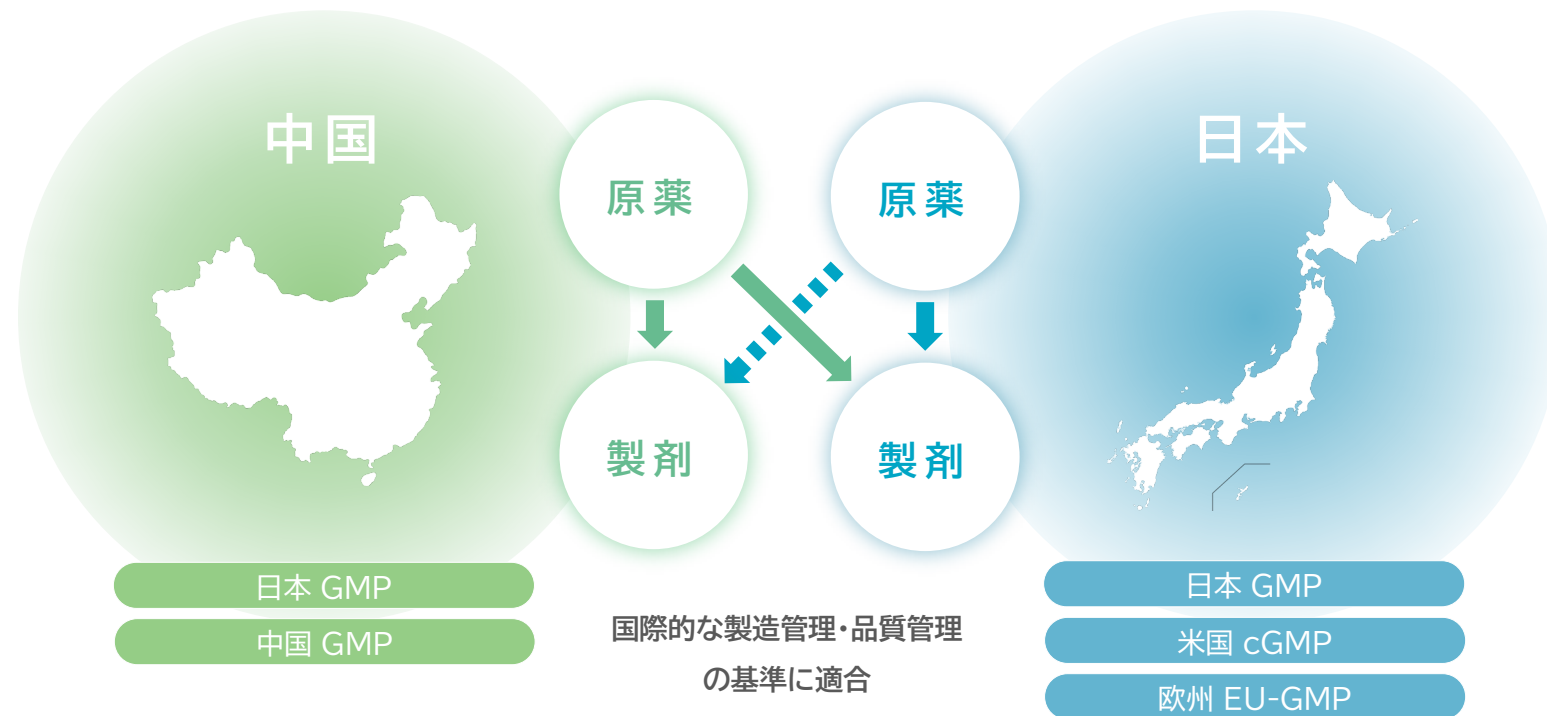 中国
日本
原薬
原薬
製剤
製剤
日本 GMP
中国 GMP
国際的な製造管理・品質管理
の基準に適合
日本 GMP
米国 cGMP
欧州 EU-GMP